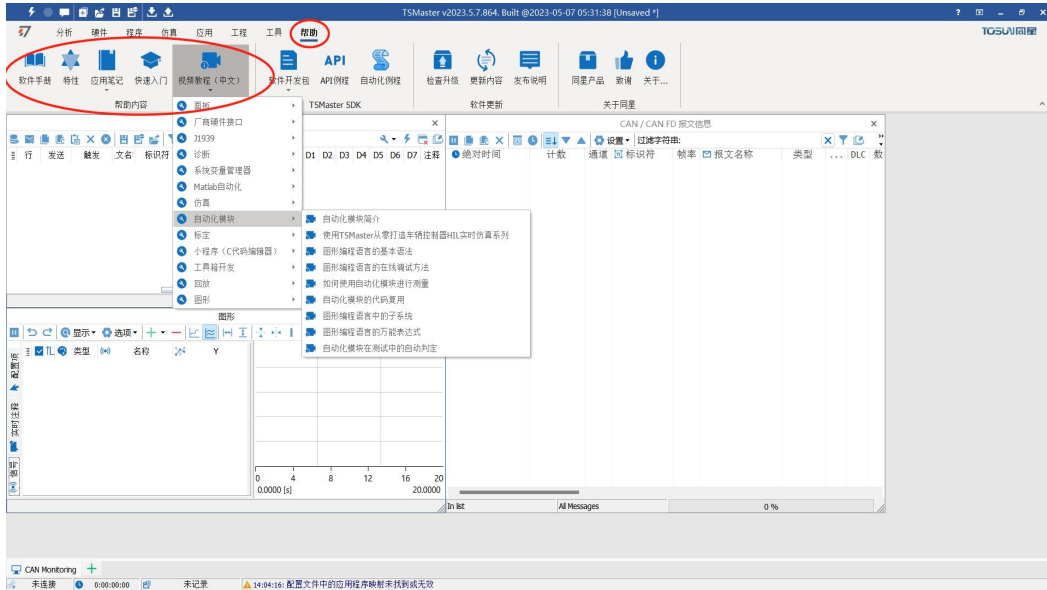 TSMaster v2023.5.7.864. Built @2023-05-07 05:31:38 [Unsaved *]
分析 硬件 程序 仿真 应用 工程 工具 帮助 TOSUN同星
软件手册 特性 应用笔记 快速入门 视频教程（中文） 软件开发包 API API例程 自动化例程 检查升级 更新内容 发布说明 同星产品 致谢 关于...
帮助内容 TSMaster SDK 软件更新 关于同星
面板
厂商硬件接口
J1939
诊断
系统变量管理器
Matlab自动化
仿真
自动化模块
标定
小程序（C代码编辑器）
工具箱开发
回放
图形
自动化模块简介
使用TSMaster从零打造车辆控制器HIL实时仿真系列
图形编程语言的基本语法
图形编程语言的在线调试方法
如何使用自动化模块进行测量
自动化模块的代码复用
图形编程语言中的子系统
图形编程语言的万能表达式
自动化模块在测试中的自动判定
行 发送 触发 文名 标识符 D1 D2 D3 D4 D5 D6 D7 注释
CAN / CAN FD 报文信息
设置 过滤字符串:
绝对时间 计数 通道 标识符 帧率 报文名称 类型 ... DLC 数
图形
显示 选项
类型 名称 Y
配置项
实时注释
信号
0 4 8 12 16 20
0.0000 [s] 20.0000
In list All Messages 0 %
CAN Monitoring
未连接 0:00:00:00 未记录 14:04:16: 配置文件中的应用程序映射未找到或无效